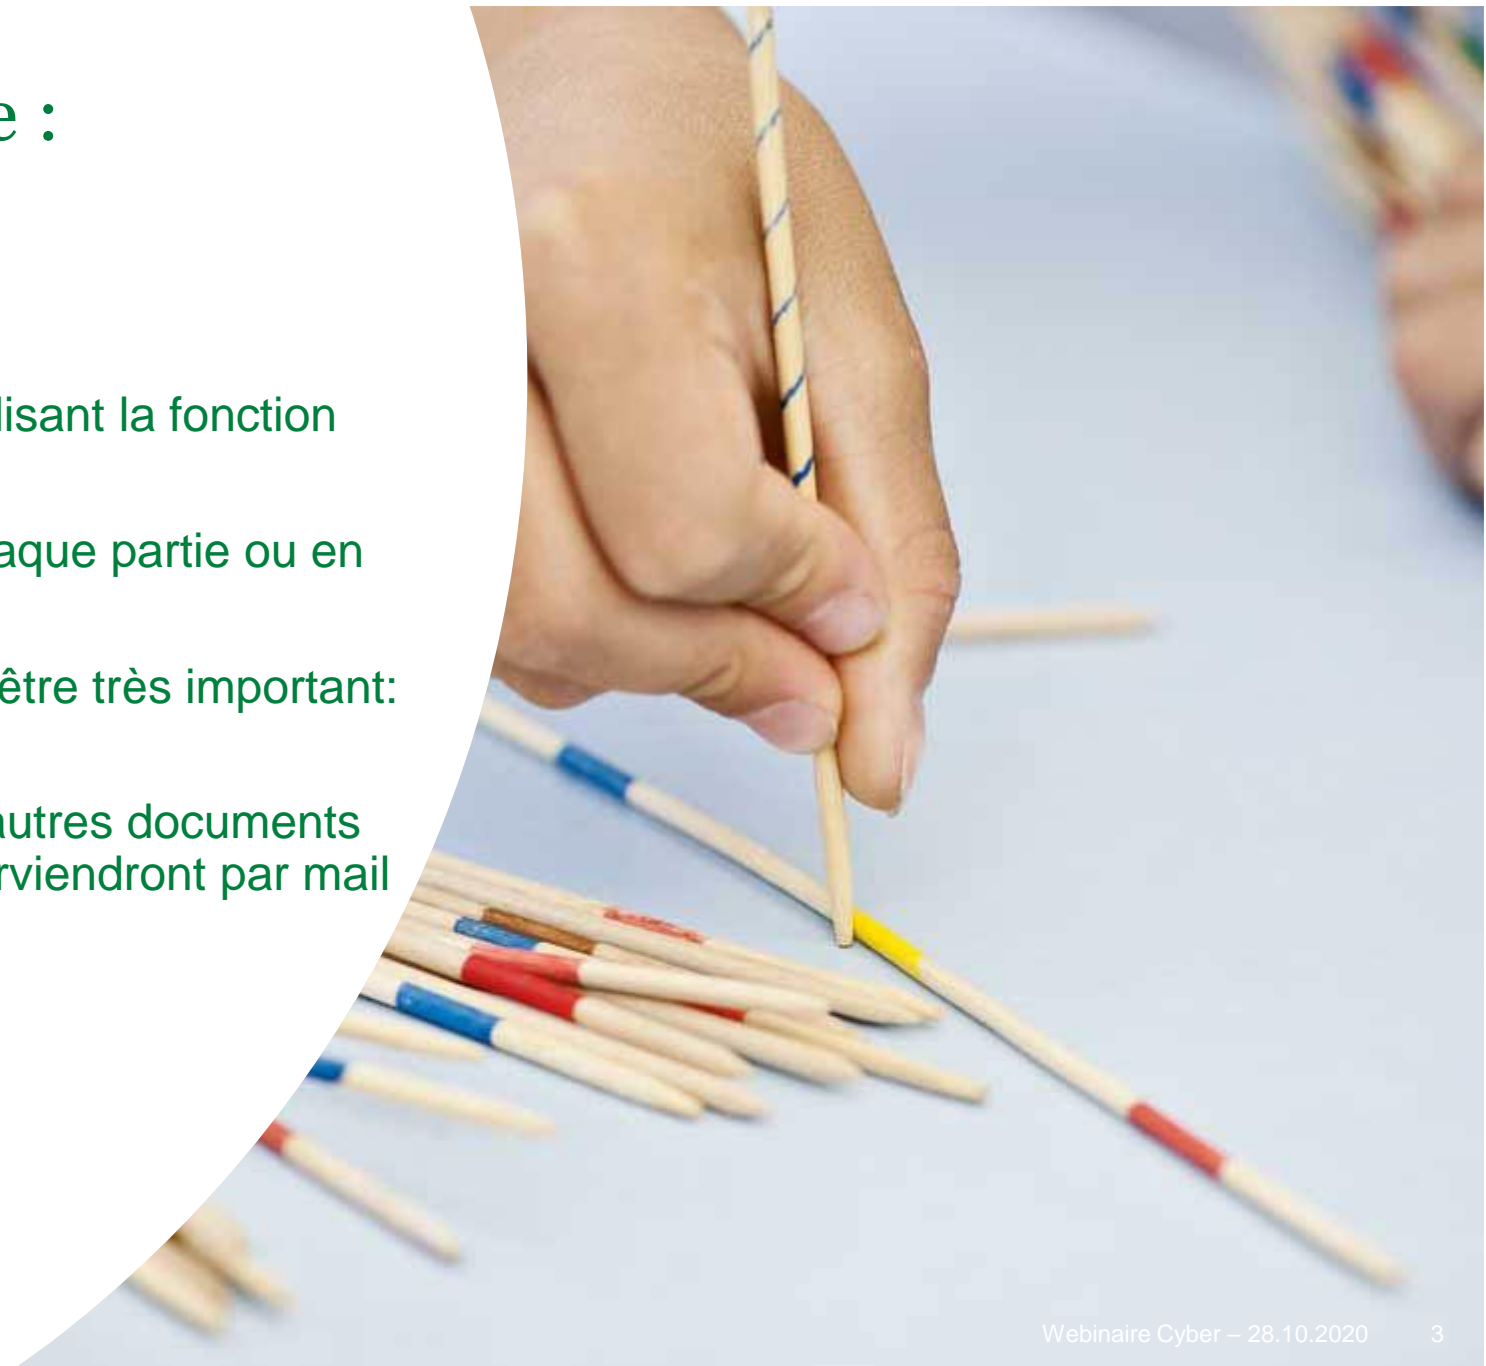 e :
lisant la fonction
aque partie ou en
être très important:
autres documents
rviendront par mail
Webinaire Cyber – 28.10.2020 3